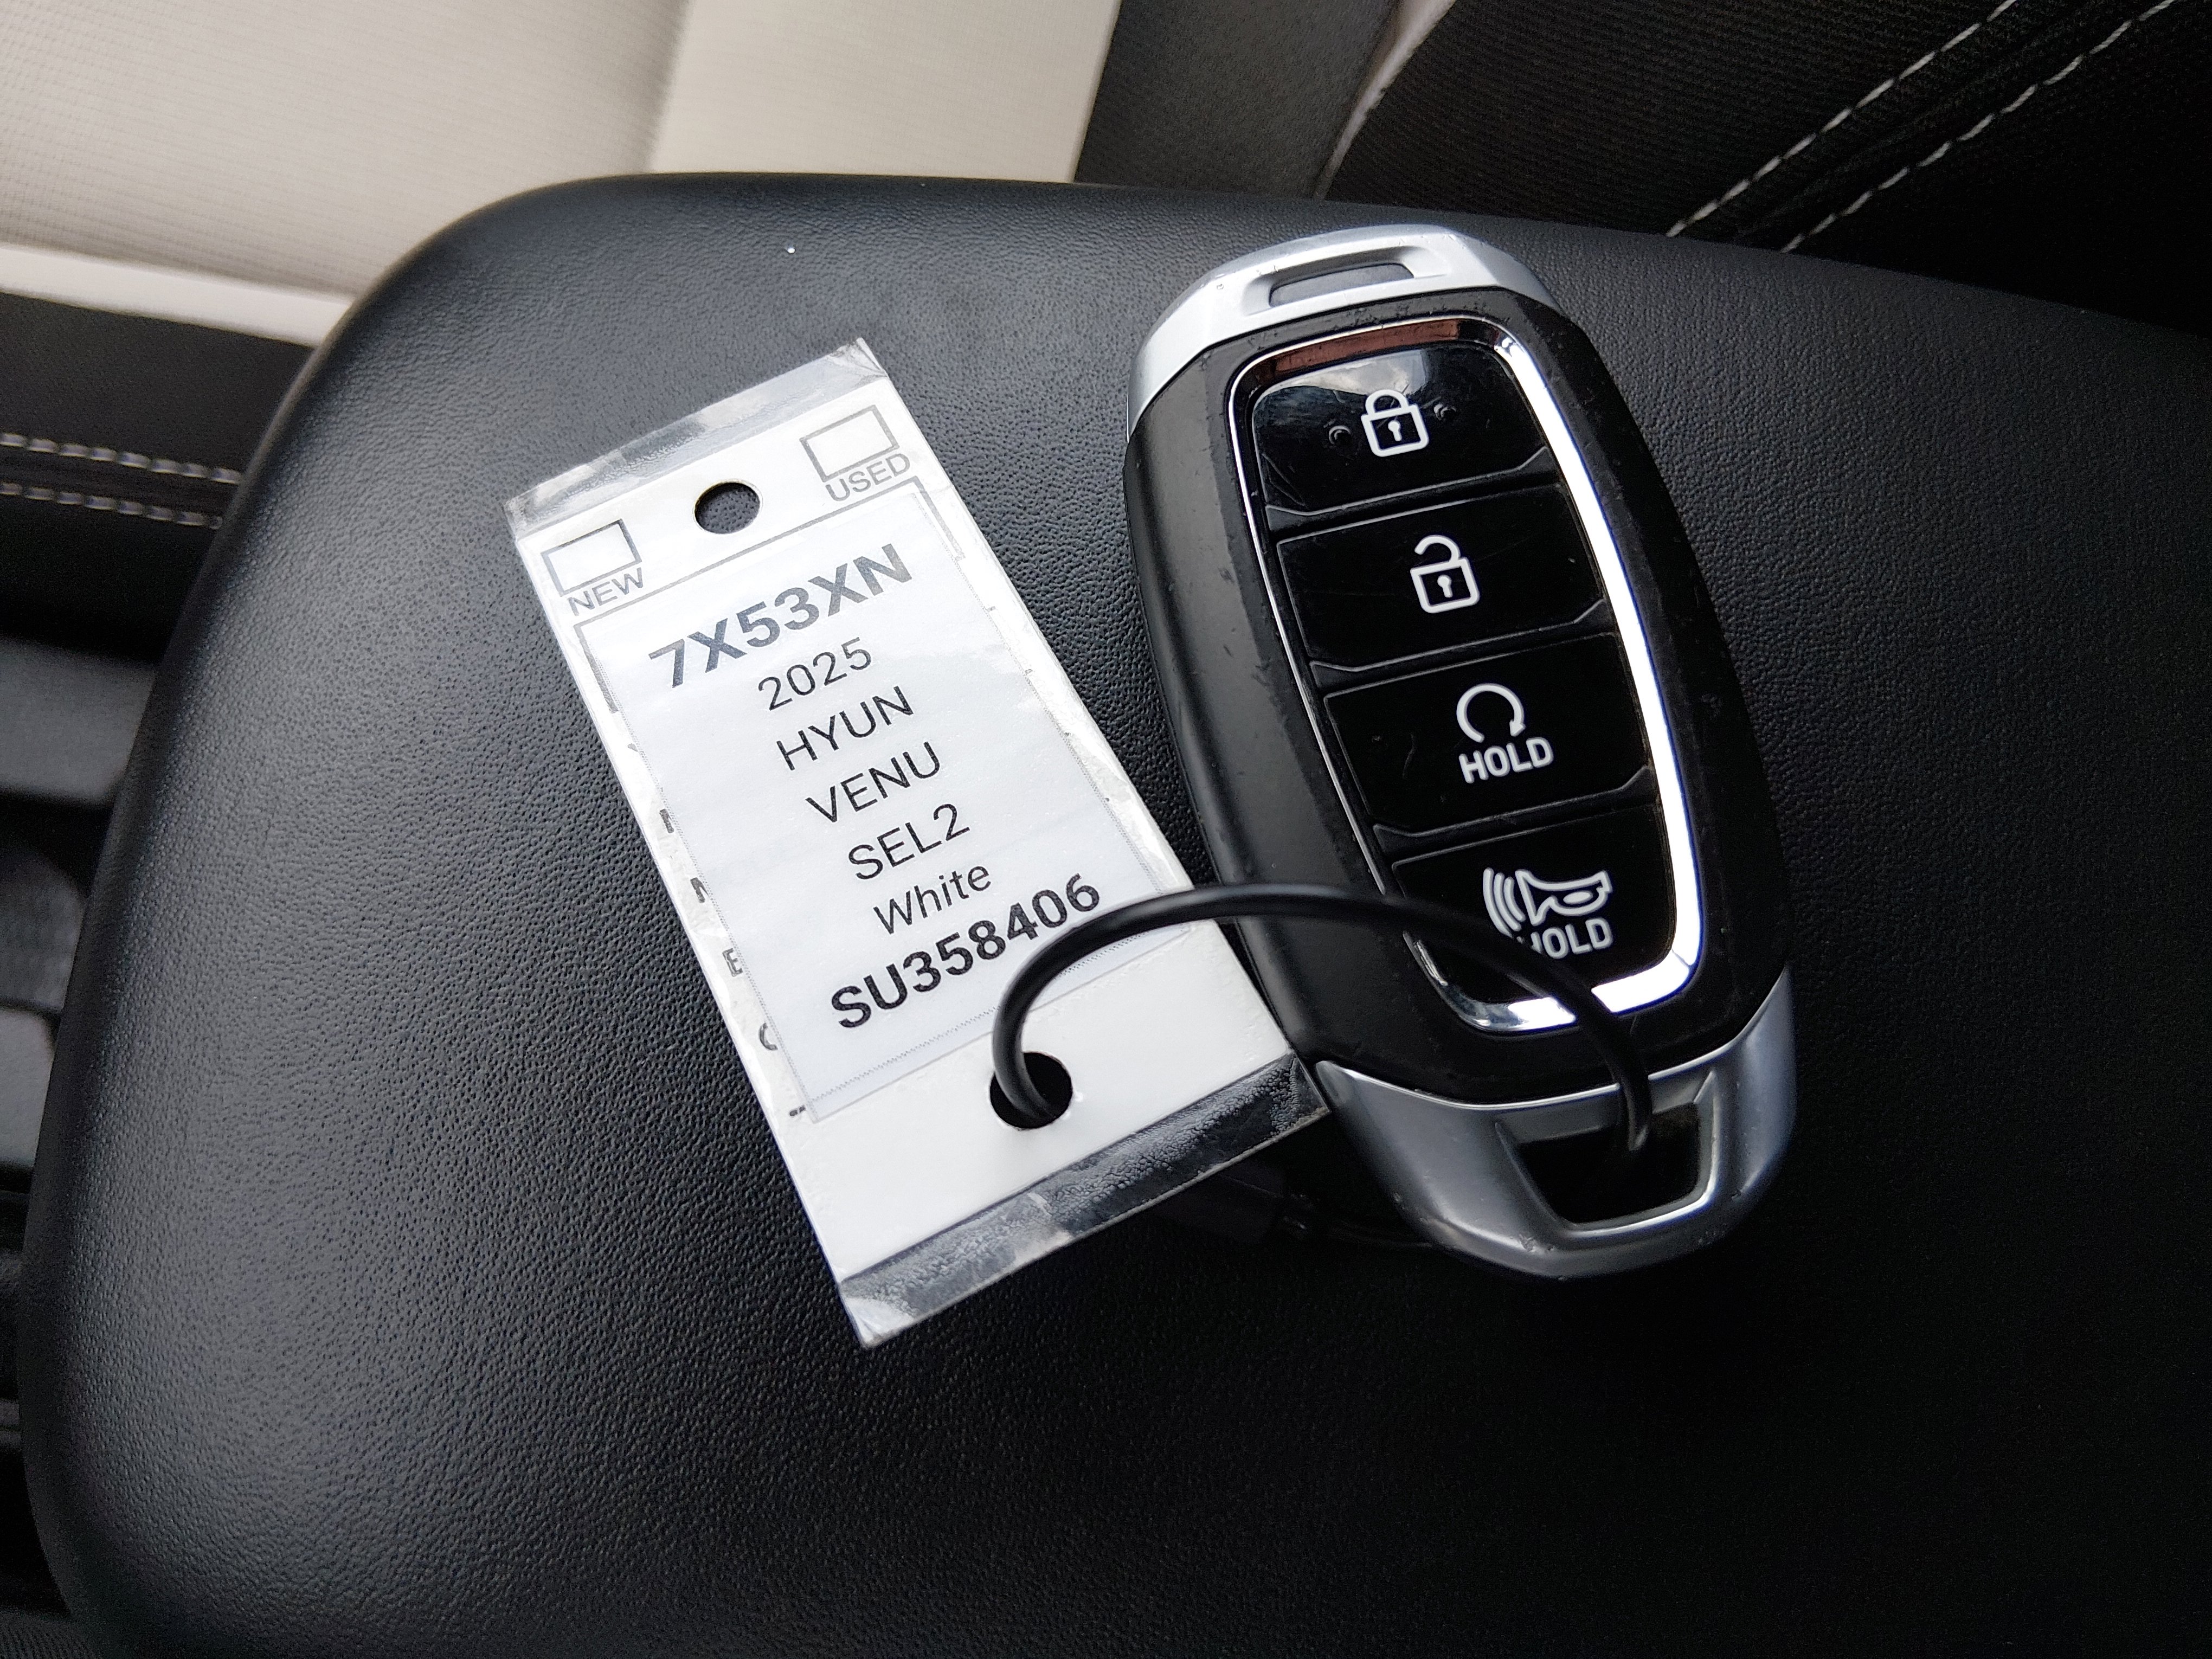 NEW
USED
7X53XN
2025
HYUN
VENU
SEL2
White
SU358406
HOLD
HOLD